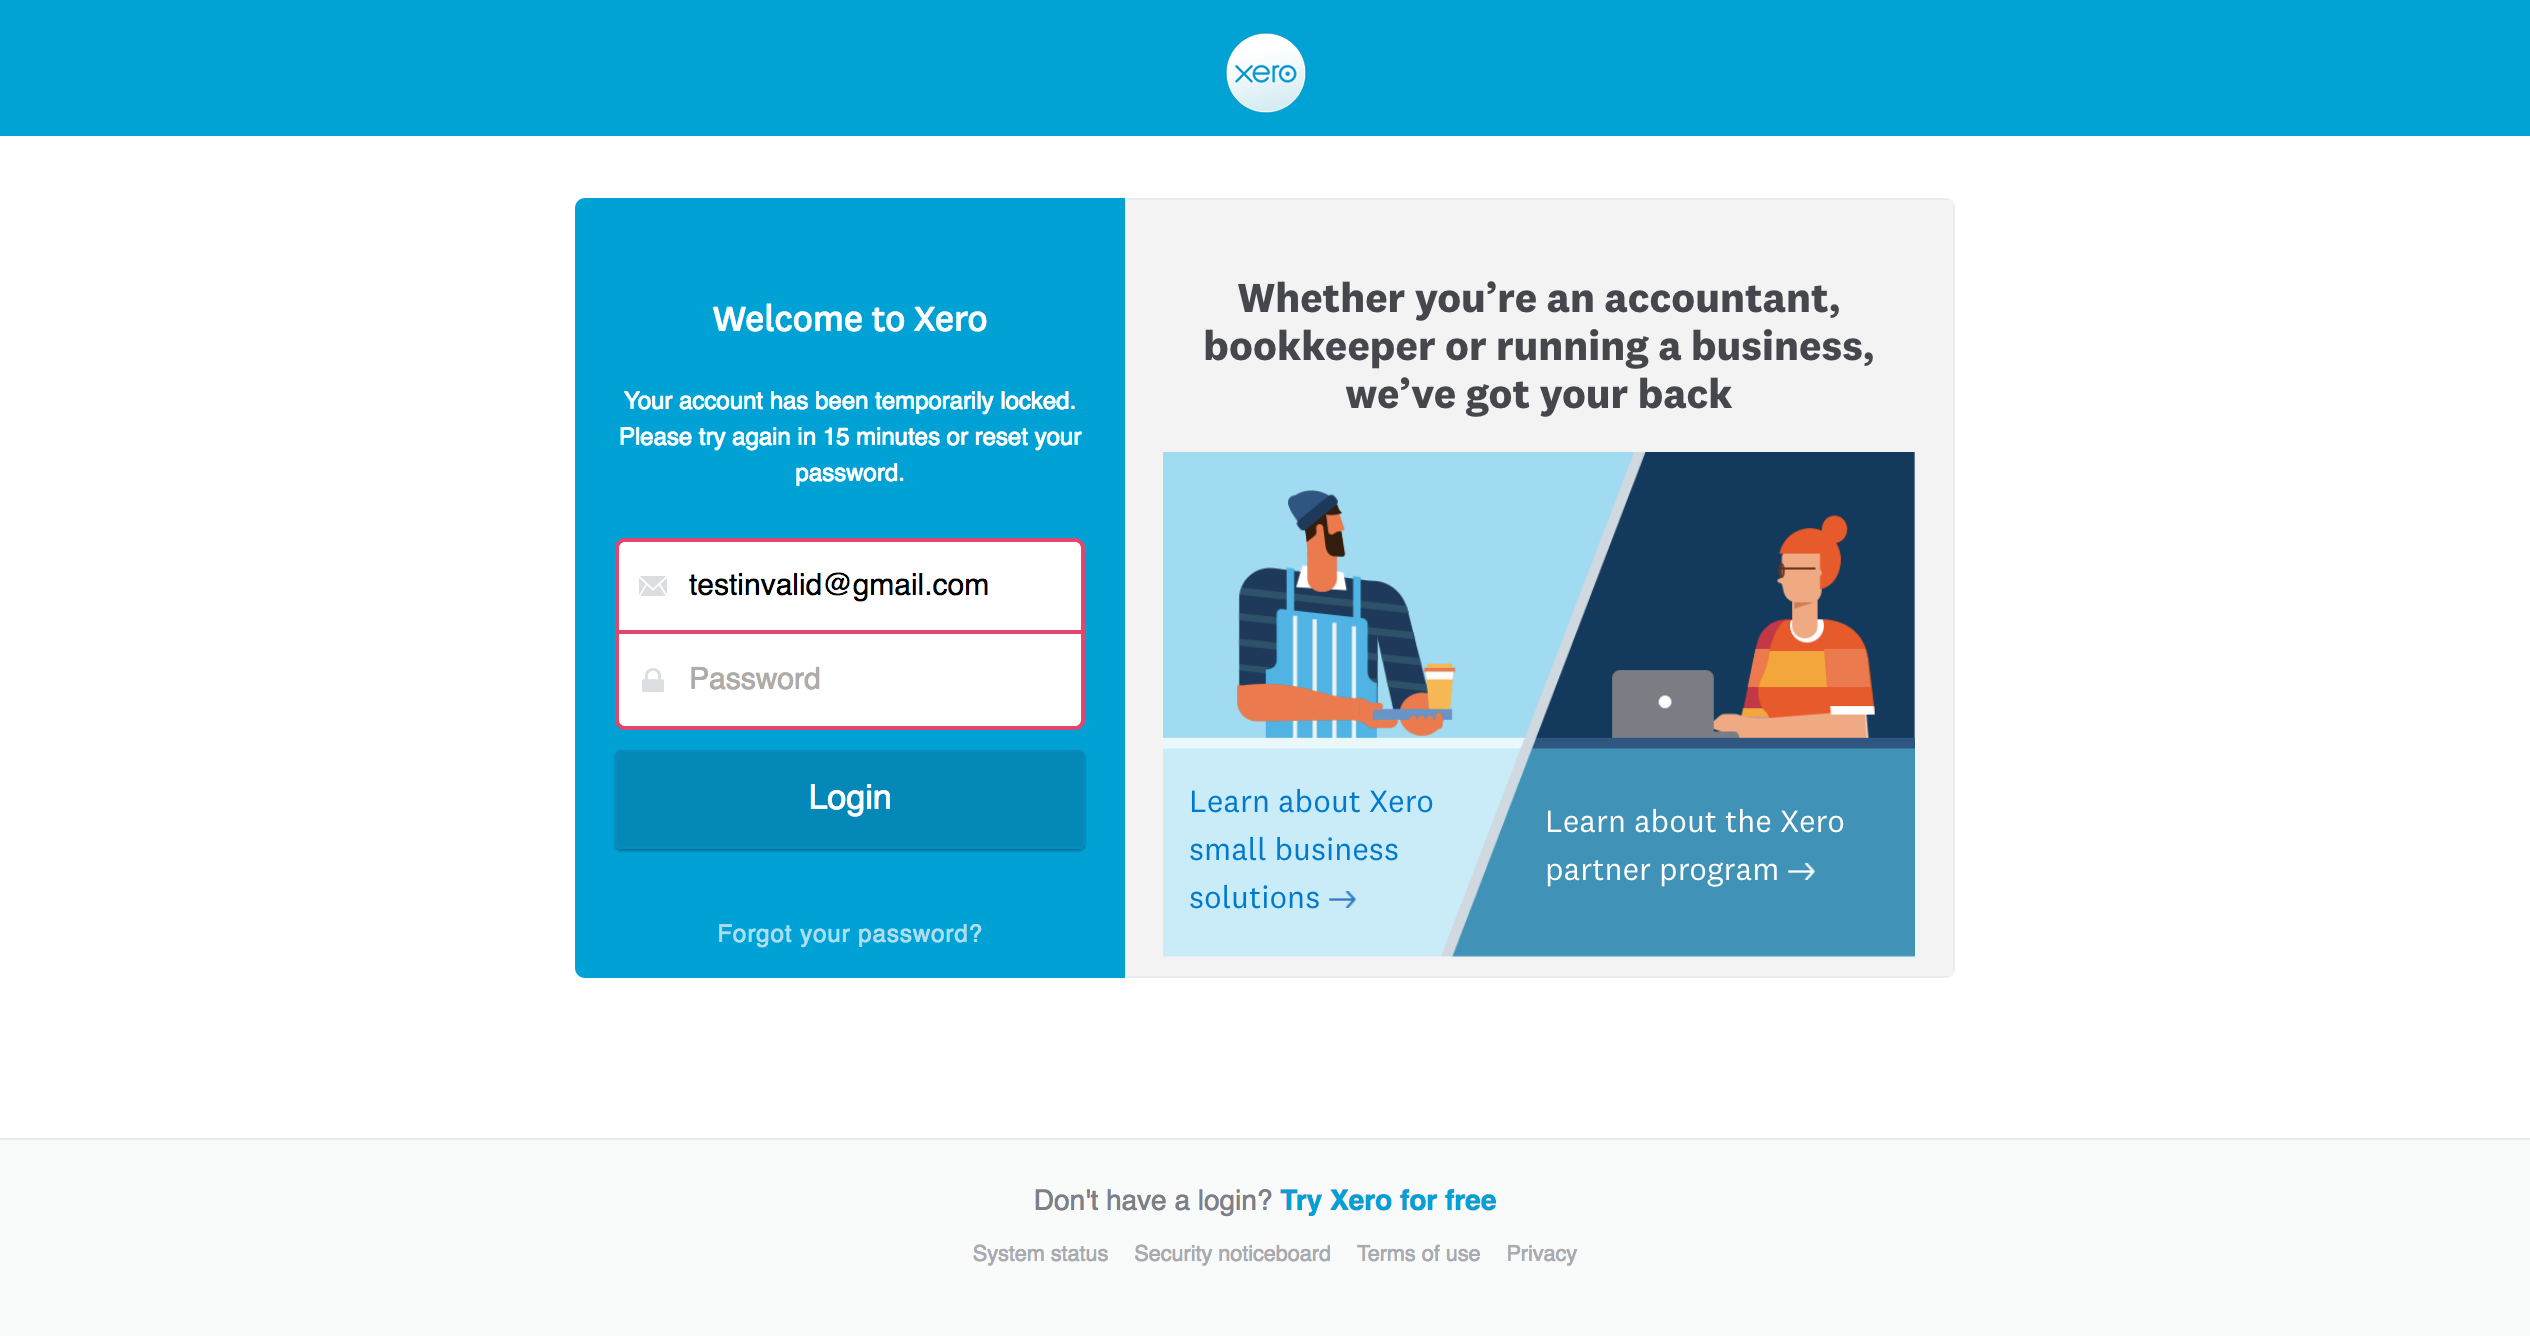 xero
Welcome to Xero
Your account has been temporarily locked.
Please try again in 15 minutes or reset your
password.
testinvalid@gmail.com
Password
Login
Forgot your password?
Whether you’re an accountant,
bookkeeper or running a business,
we’ve got your back
Learn about Xero
small business
solutions →
Learn about the Xero
partner program →
Don't have a login? Try Xero for free
System status Security noticeboard Terms of use Privacy